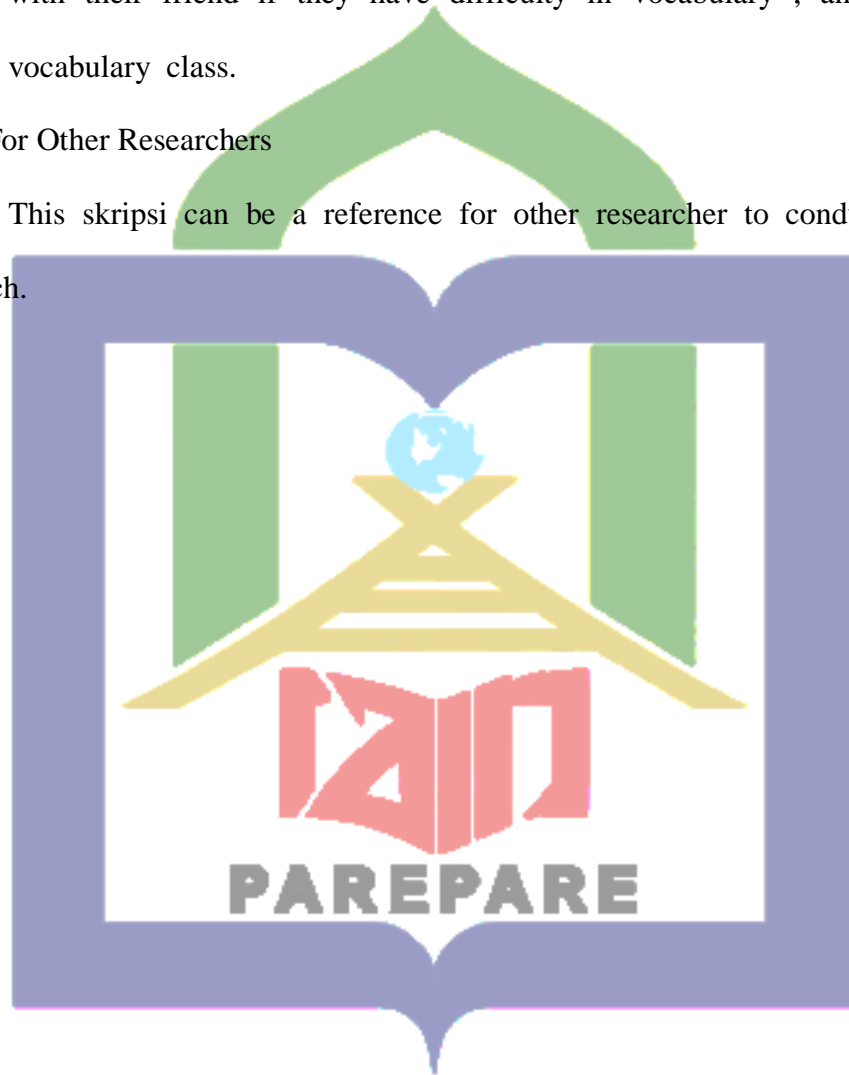 with their friend if they have difficulty in vocabulary , an
vocabulary class.
For Other Researchers
This skripsi can be a reference for other researcher to cond
ch.
iain
PAREPARE